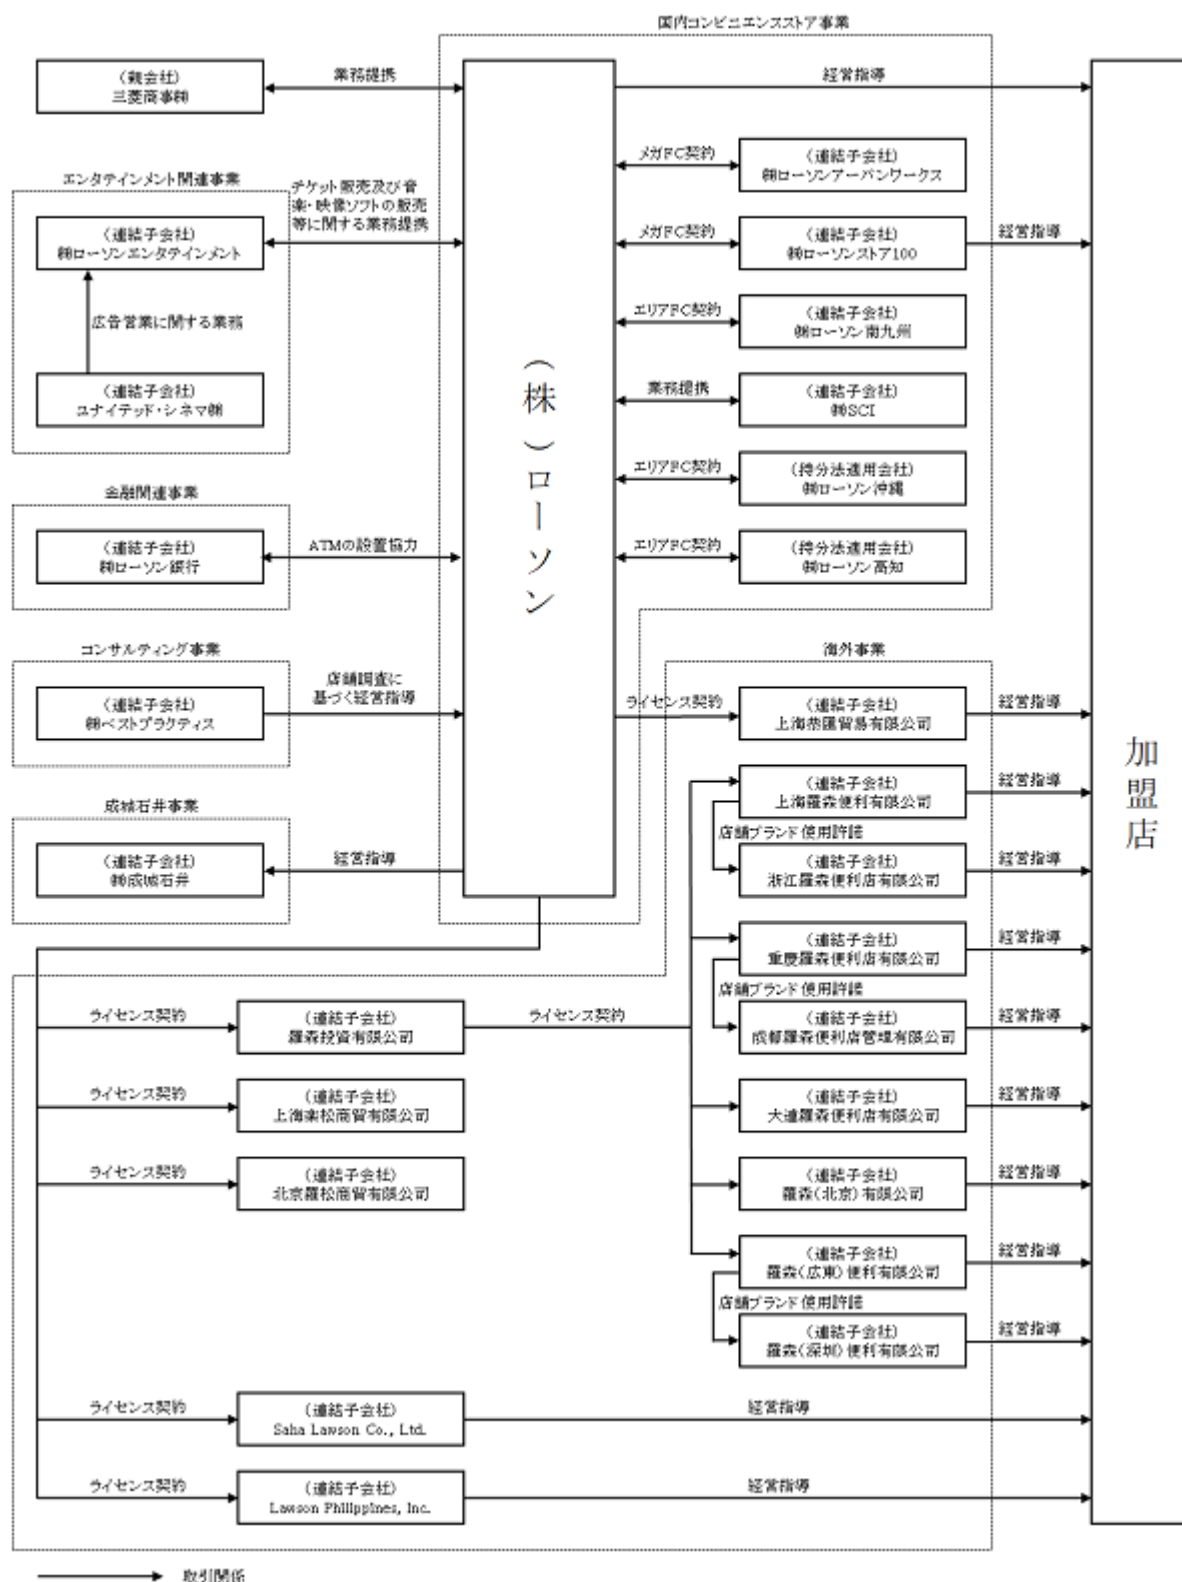 国内コンビニエンスストア事業
(親会社)
三菱商事㈱
業務提携
経営指導
エンタテインメント関連事業
(連結子会社)
㈱ローソンエンタテインメント
チケット販売及び音
楽・映像ソフトの販売
等に関する業務提携
広告営業に関する業務
(連結子会社)
ユナイテッド・シネマ㈱
金融関連事業
(連結子会社)
㈱ローソン銀行
ATMの設置協力
コンサルティング事業
(連結子会社)
㈱ベストプラクティス
店舗調査に
基づく経営指導
成城石井事業
(連結子会社)
㈱成城石井
経営指導
(株)ローソン
メガFC契約
(連結子会社)
㈱ローソンアーバンワークス
メガFC契約
(連結子会社)
㈱ローソンストア100
経営指導
エリアFC契約
(連結子会社)
㈱ローソン南九州
業務提携
(連結子会社)
㈱SCI
エリアFC契約
(持分法適用会社)
㈱ローソン沖縄
エリアFC契約
(持分法適用会社)
㈱ローソン高知
海外事業
ライセンス契約
(連結子会社)
上海恭匯貿易有限公司
経営指導
(連結子会社)
上海羅森便利有限公司
経営指導
店舗ブランド使用許諾
(連結子会社)
浙江羅森便利店有限公司
経営指導
(連結子会社)
重慶羅森便利店有限公司
経営指導
店舗ブランド使用許諾
(連結子会社)
成都羅森便利店管理有限公司
経営指導
(連結子会社)
大連羅森便利店有限公司
経営指導
(連結子会社)
羅森(北京)有限公司
経営指導
(連結子会社)
羅森(広東)便利有限公司
経営指導
店舗ブランド使用許諾
(連結子会社)
羅森(深圳)便利有限公司
経営指導
加盟店
ライセンス契約
(連結子会社)
羅森投資有限公司
ライセンス契約
ライセンス契約
(連結子会社)
上海楽松商貿有限公司
ライセンス契約
(連結子会社)
北京羅松商貿有限公司
ライセンス契約
(連結子会社)
Saha Lawson Co., Ltd.
経営指導
ライセンス契約
(連結子会社)
Lawson Philippines, Inc.
経営指導
取引関係